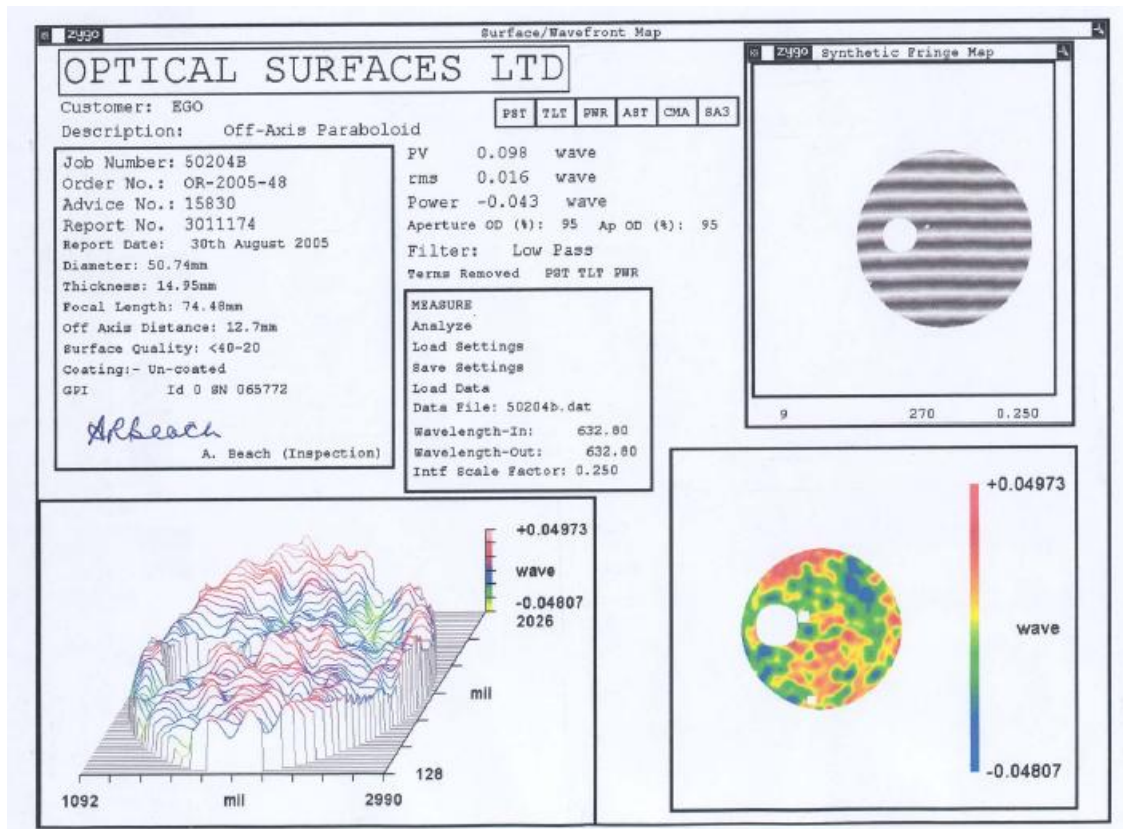 zygo Surface/Wavefront Map
OPTICAL SURFACES LTD
Customer: EGO
Description: Off-Axis Paraboloid
PST TLT PWR AST CMA SA3
Job Number: 50204B
Order No.: OR-2005-48
Advice No.: 15830
Report No. 3011174
Report Date: 30th August 2005
Diameter: 50.74mm
Thickness: 14.95mm
Focal Length: 74.48mm
Off Axis Distance: 12.7mm
Surface Quality: <40-20
Coating:- Un-coated
GPI Id 0 SN 065772
ARBeach
A. Beach (Inspection)
PV 0.098 wave
rms 0.016 wave
Power -0.043 wave
Aperture OD (%): 95 Ap OD (%): 95
Filter: Low Pass
Terms Removed PST TLT PWR
MEASURE
Analyze
Load Settings
Save Settings
Load Data
Data File: 50204b.dat
Wavelength-In: 632.80
Wavelength-Out: 632.80
Intf Scale Factor: 0.250
zygo Synthetic Fringe Map
9 270 0.250
+0.04973
wave
-0.04807
2026
mil
128
1092 mil 2990
+0.04973
wave
-0.04807